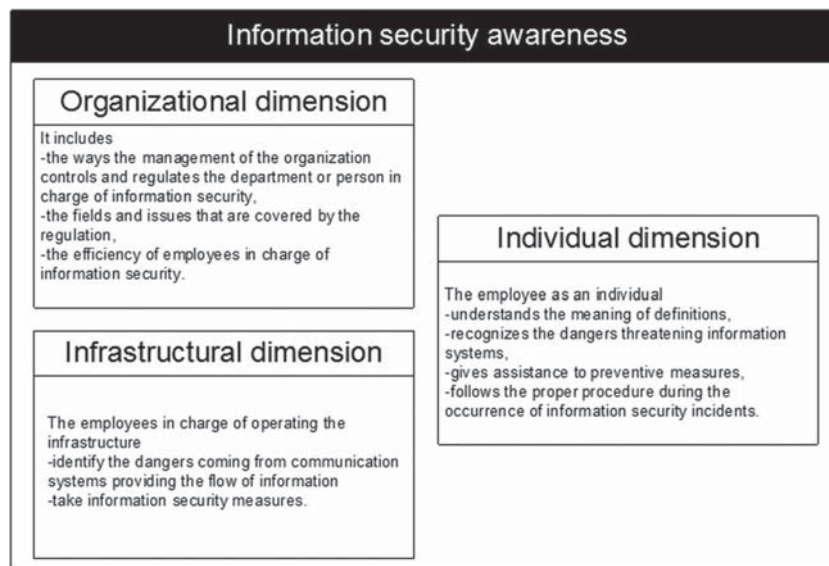 Information security awareness
Organizational dimension
It includes
-the ways the management of the organization
controls and regulates the department or person in
charge of information security,
-the fields and issues that are covered by the
regulation,
-the efficiency of employees in charge of
information security.
Infrastructural dimension
The employees in charge of operating the
infrastructure
-identify the dangers coming from communication
systems providing the flow of information
-take information security measures.
Individual dimension
The employee as an individual
-understands the meaning of definitions,
-recognizes the dangers threatening information
systems,
-gives assistance to preventive measures,
-follows the proper procedure during the
occurrence of information security incidents.